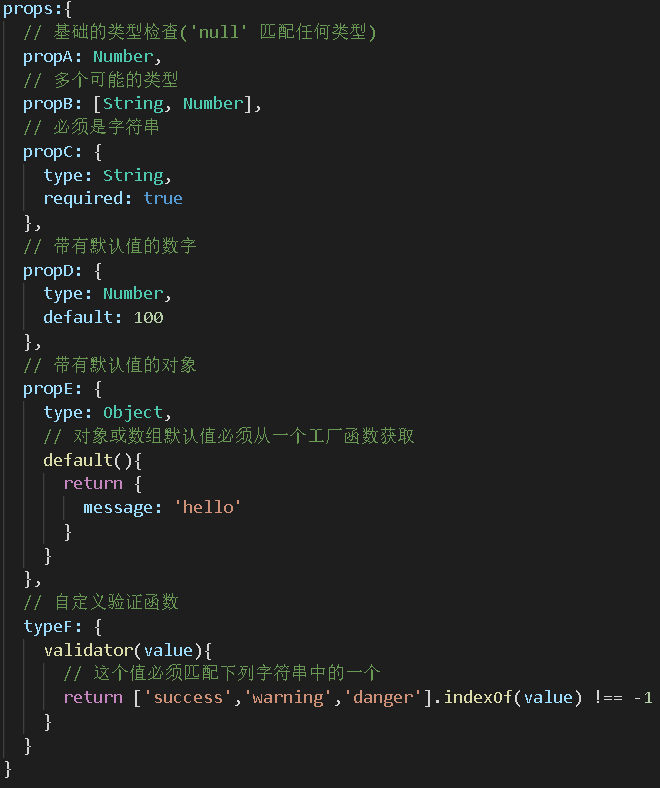 props:{
  // 基础的类型检查('null' 匹配任何类型)
  propA: Number,
  // 多个可能的类型
  propB: [String, Number],
  // 必须是字符串
  propC: {
    type: String,
    required: true
  },
  // 带有默认值的数字
  propD: {
    type: Number,
    default: 100
  },
  // 带有默认值的对象
  propE: {
    type: Object,
    // 对象或数组默认值必须从一个工厂函数获取
    default(){
      return {
        message: 'hello'
      }
    }
  },
  // 自定义验证函数
  typeF: {
    validator(value){
      // 这个值必须匹配下列字符串中的一个
      return ['success','warning','danger'].indexOf(value) !== -1
    }
  }
}